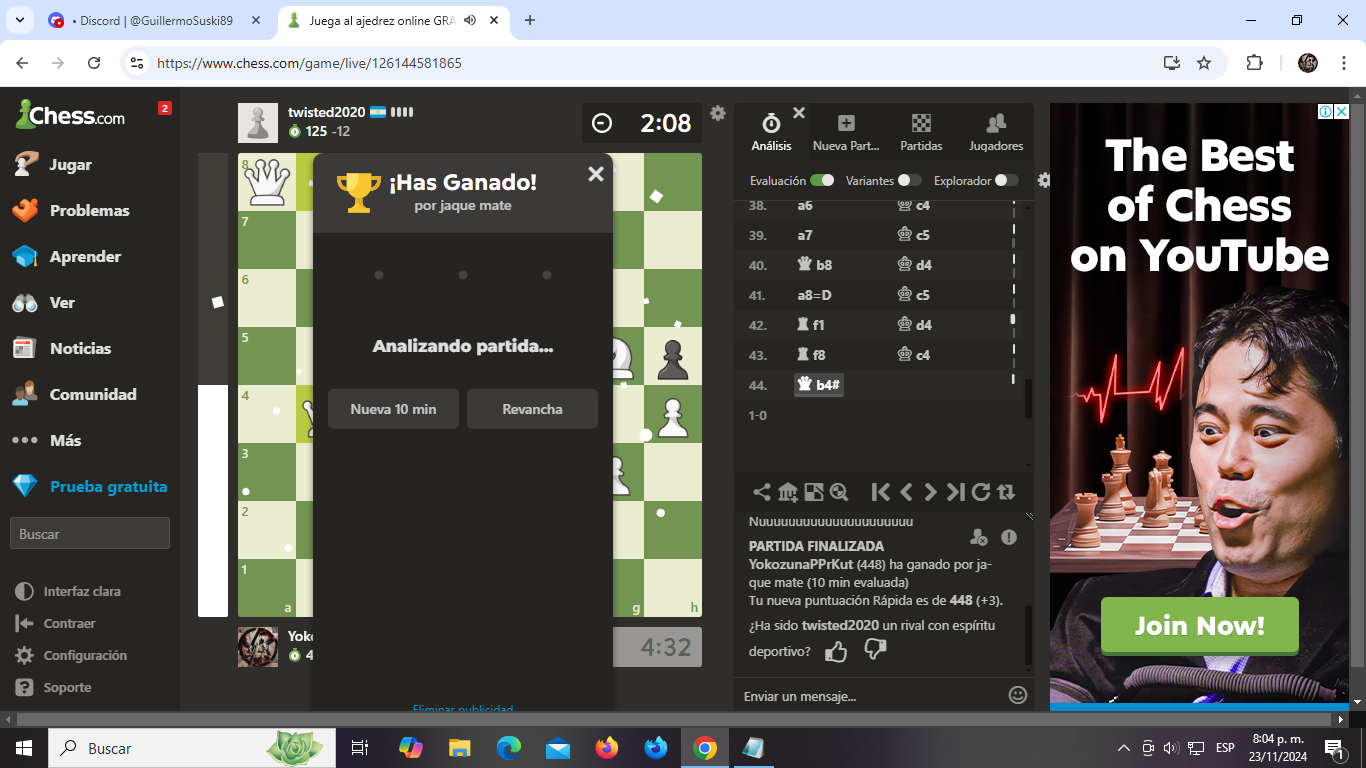 • Discord | @GuillermoSuski89
Juega al ajedrez online GRA
https://www.chess.com/game/live/126144581865
Chess.com
2
Jugar
Problemas
Aprender
Ver
Noticias
Comunidad
Más
Prueba gratuita
Buscar
Interfaz clara
Contraer
Configuración
Soporte
twisted2020
125 -12
2:08
8
7
6
5
4
3
2
1
a
g
h
¡Has Ganado!
por jaque mate
Analizando partida...
Nueva 10 min
Revancha
Eliminar publicidad
Yoko
4
4:32
Análisis
Nueva Part...
Partidas
Jugadores
Evaluación
Variantes
Explorador
38. a6 c4
39. a7 c5
40. b8 d4
41. a8=D c5
42. f1 d4
43. f8 c4
44. b4#
1-0
Nuuuuuuuuuuuuuuuuuuuuu
PARTIDA FINALIZADA
YokozunaPPrKut (448) ha ganado por ja-
que mate (10 min evaluada)
Tu nueva puntuación Rápida es de 448 (+3).
¿Ha sido twisted2020 un rival con espíritu
deportivo?
Enviar un mensaje...
The Best
of Chess
on YouTube
Join Now!
Buscar
ESP
8:04 p. m.
23/11/2024
1